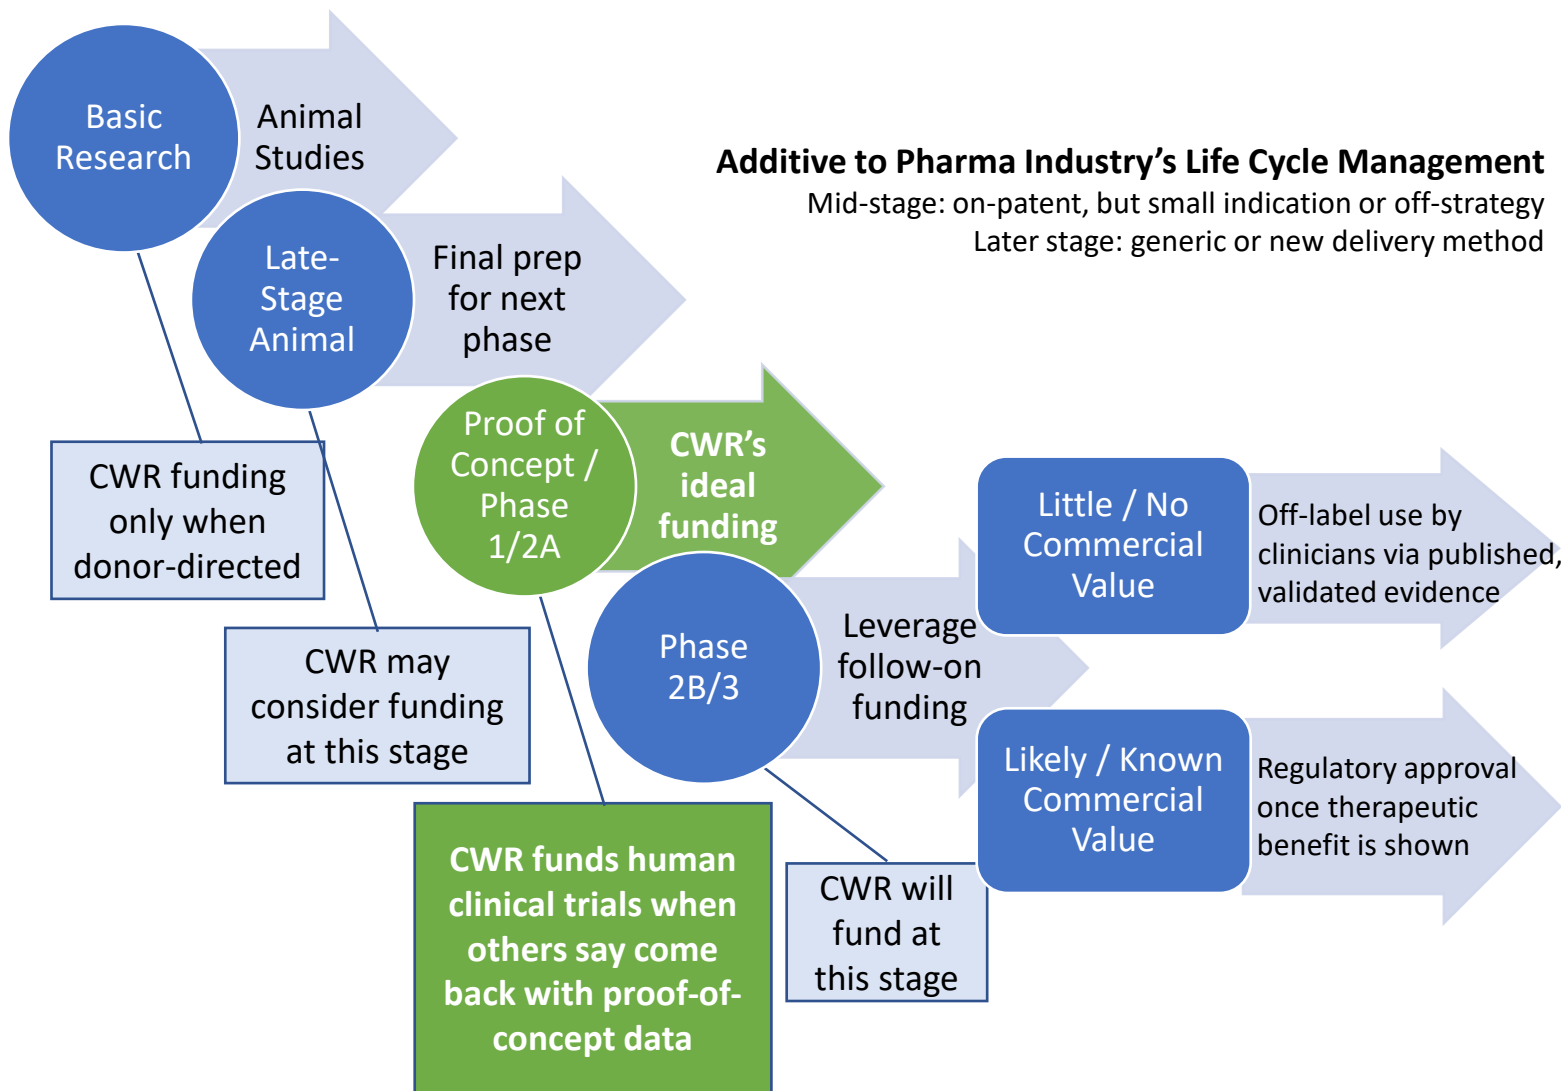 Basic
Research
Animal
Studies
Additive to Pharma Industry’s Life Cycle Management
Mid-stage: on-patent, but small indication or off-strategy
Later stage: generic or new delivery method
Late-
Stage
Animal
Final prep
for next
phase
Proof of
Concept /
Phase
1/2A
CWR’s
ideal
funding
CWR funding
only when
donor-directed
Little / No
Commercial
Value
Off-label use by
clinicians via published,
validated evidence
CWR may
consider funding
at this stage
Phase
2B/3
Leverage
follow-on
funding
Likely / Known
Commercial
Value
Regulatory approval
once therapeutic
benefit is shown
CWR funds human
clinical trials when
others say come
back with proof-of-
concept data
CWR will
fund at
this stage